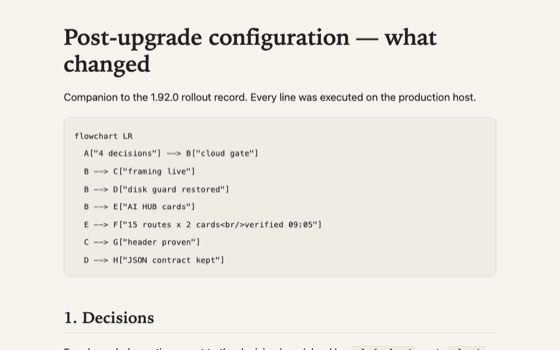 Post-upgrade configuration — what
changed
Companion to the 1.92.0 rollout record. Every line was executed on the production host.
flowchart LR
A["4 decisions"] --> B["cloud gate"]
B --> C["framing live"]
B --> D["disk guard restored"]
B --> E["AI HUB cards"]
E --> F["15 routes x 2 cards<br/>verified 09:05"]
C --> G["header proven"]
D --> H["JSON contract kept"]
1. Decisions